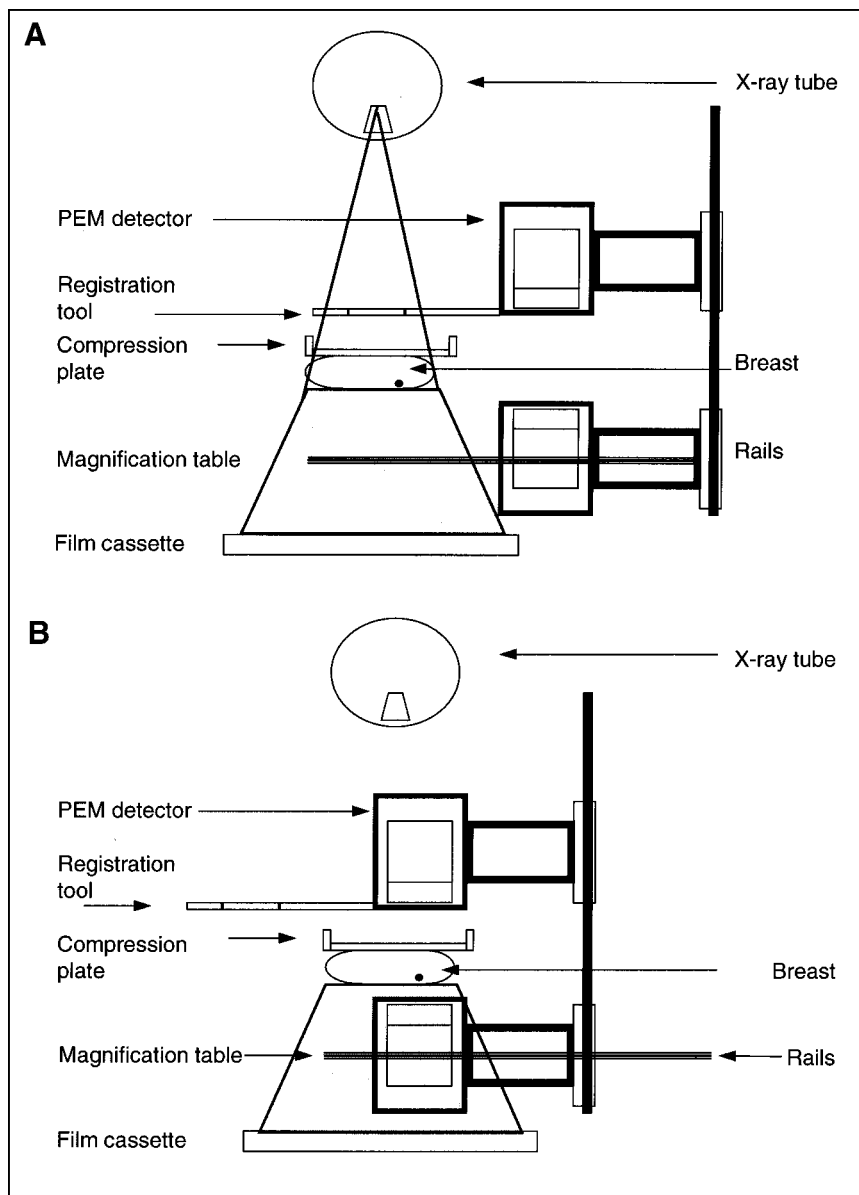 A
X-ray tube
PEM detector
Registration
tool
Compression
plate
Breast
Magnification table
Rails
Film cassette
B
X-ray tube
PEM detector
Registration
tool
Compression
plate
Breast
Magnification table
Rails
Film cassette